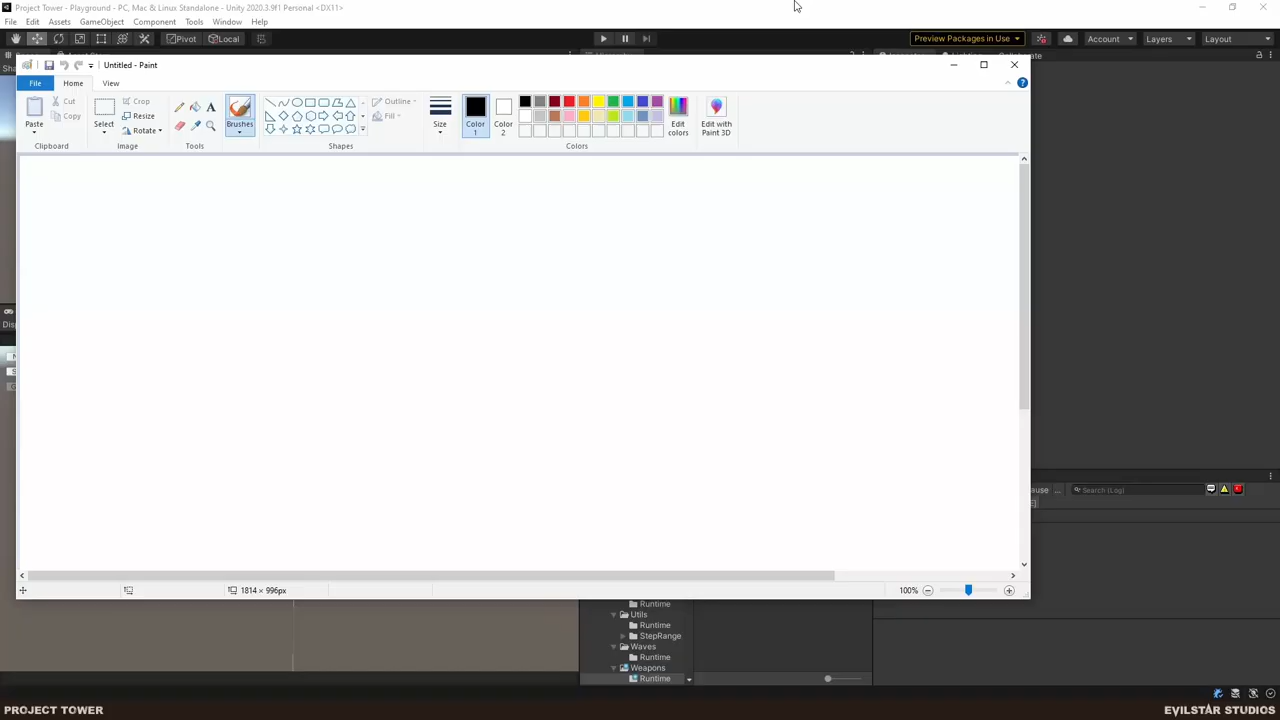 Project Tower - Playground - PC, Mac & Linux Standalone - Unity 2020.3.9f1 Personal <DX11>
File Edit Assets GameObject Component Tools Window Help
Pivot Local Preview Packages in Use Account Layers Layout
Untitled - Paint
File Home View
Paste Cut Copy
Select Crop Resize Rotate
Brushes
Outline Fill
Size
Color 1
Color 2
Edit colors
Edit with Paint 3D
Clipboard Image Tools Shapes Colors
Search (Log)
1814 × 996px 100%
Runtime
Utils
Runtime
StepRange
Waves
Runtime
Weapons
Runtime
PROJECT TOWER EVILSTAR STUDIOS